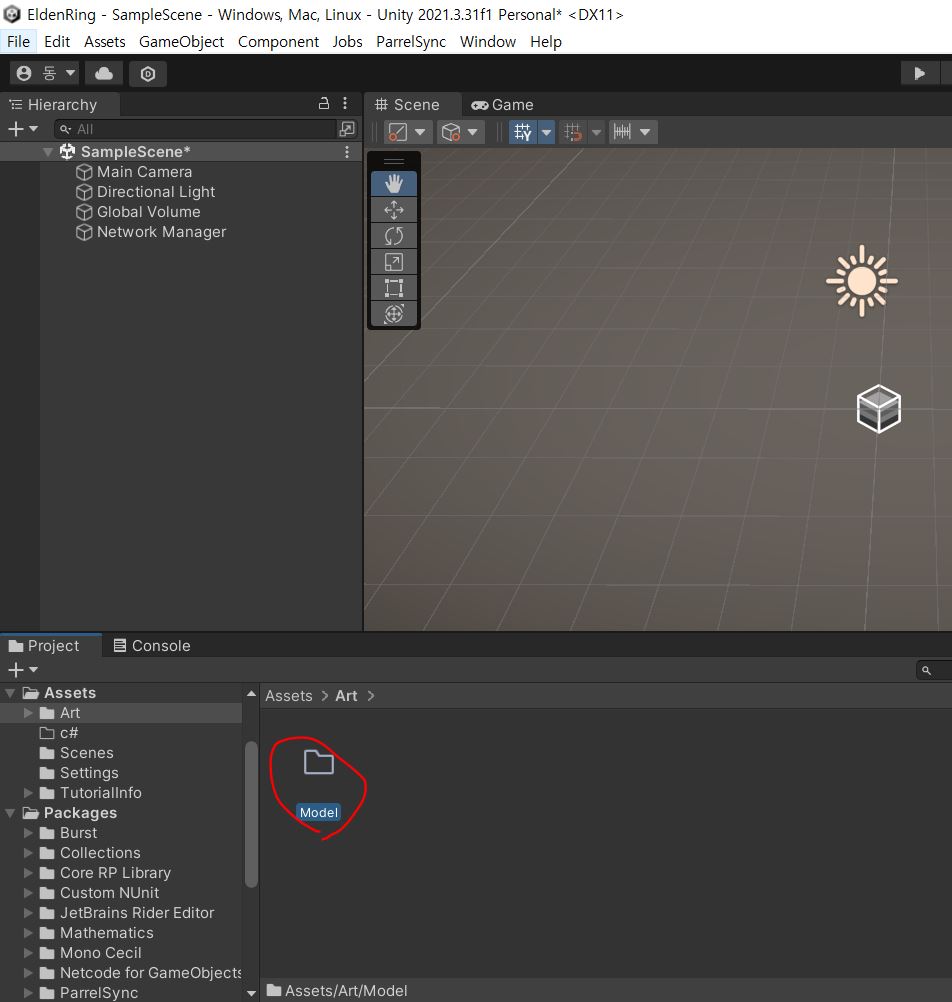 EldenRing - SampleScene - Windows, Mac, Linux - Unity 2021.3.31f1 Personal* <DX11>
File Edit Assets GameObject Component Jobs ParrelSync Window Help
동
Hierarchy
Scene
Game
All
SampleScene*
Main Camera
Directional Light
Global Volume
Network Manager
Project
Console
Assets
Art
c#
Scenes
Settings
TutorialInfo
Packages
Burst
Collections
Core RP Library
Custom NUnit
JetBrains Rider Editor
Mathematics
Mono Cecil
Netcode for GameObjects
ParrelSync
Assets > Art >
Model
Assets/Art/Model